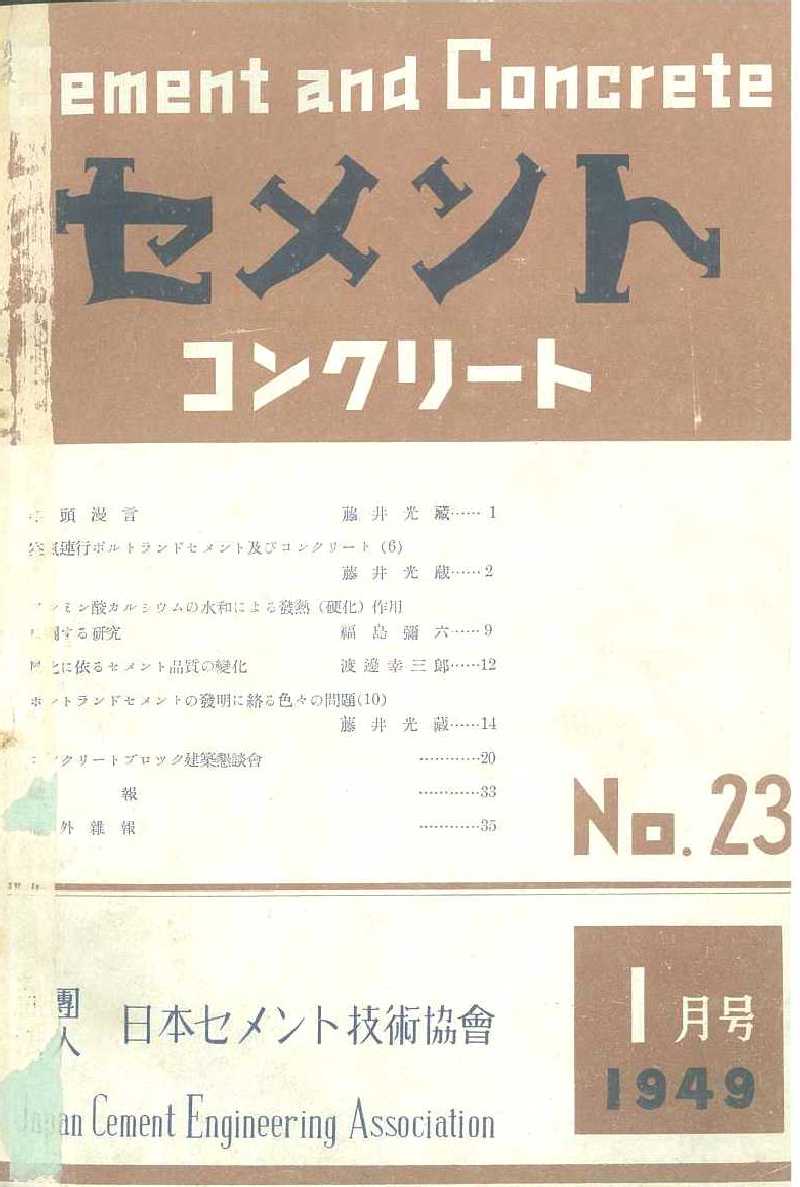 ement and Concrete
セメント
コンクリート
頭漫言 藤井光蔵……1
連行ポルトランドセメント及びコンクリート (6)
藤井光蔵……2
ミン酸カルシウムの水和による發熱（硬化）作用
する研究 福島彌六……9
に依るセメント品質の變化 渡邊幸三郎……12
ポルトランドセメントの發明に絡る色々の問題(10)
藤井光蔵……14
クリートブロック建築懇談會 …………20
報 …………33
外雜報 …………35
No. 23
團
人
日本セメント技術協會
Japan Cement Engineering Association
1月号
1949